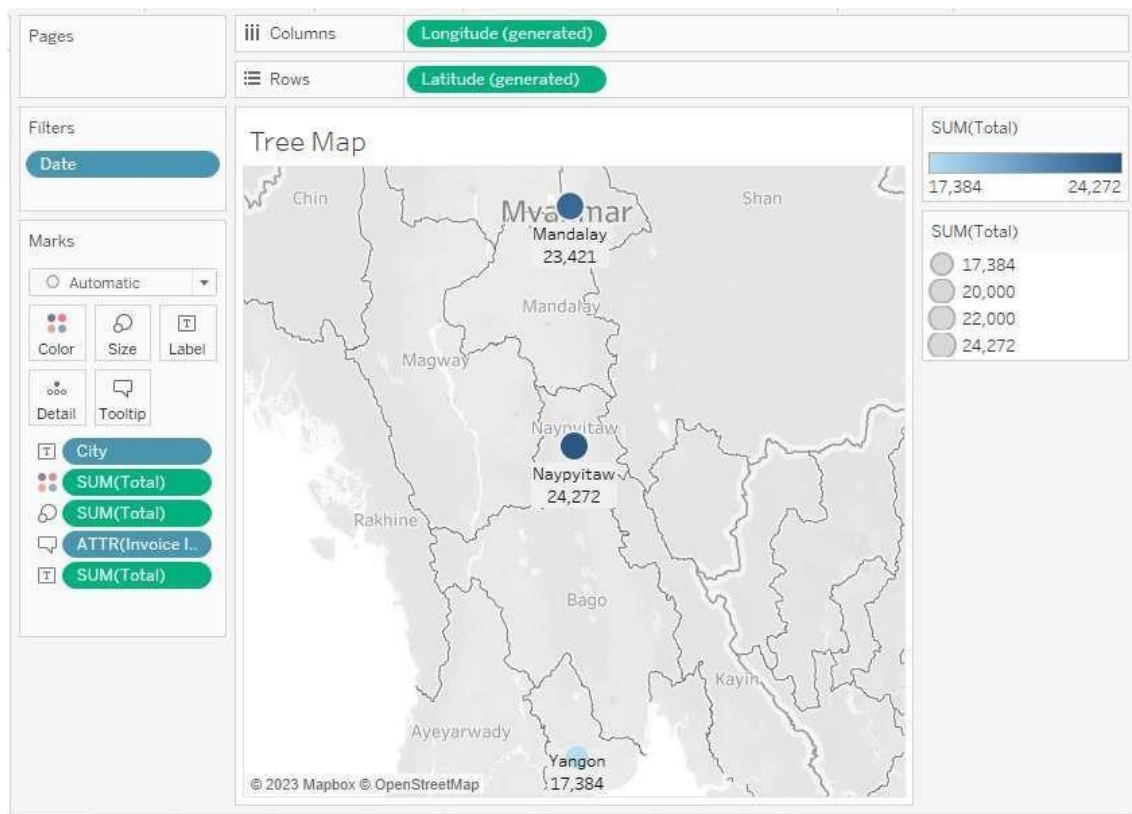 Pages
Columns
Longitude (generated)
Rows
Latitude (generated)
Filters
Date
Marks
Automatic
Color
Size
Label
Detail
Tooltip
City
SUM(Total)
SUM(Total)
ATTR(Invoice I..
SUM(Total)
Tree Map
Chin
Shan
Mandalay
23,421
Mandalay
Magway
Naypyitaw
Naypyitaw
24,272
Rakhine
Bago
Kayin
Ayeyarwady
Yangon
17,384
© 2023 Mapbox © OpenStreetMap
SUM(Total)
17,384 24,272
SUM(Total)
17,384
20,000
22,000
24,272